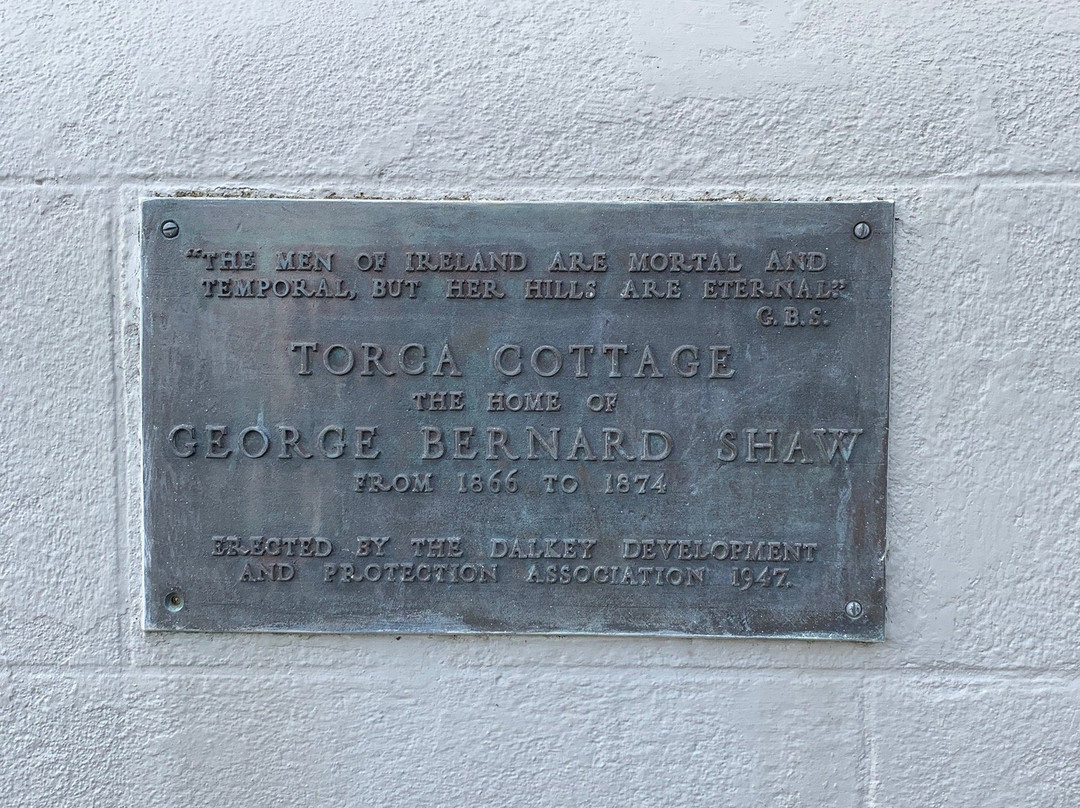 “THE MEN OF IRELAND ARE MORTAL AND
TEMPORAL, BUT HER HILLS ARE ETERNAL.”
G.B.S.
TORCA COTTAGE
THE HOME OF
GEORGE BERNARD SHAW
FROM 1866 TO 1874
ERECTED BY THE DALKEY DEVELOPMENT
AND PROTECTION ASSOCIATION 1947.